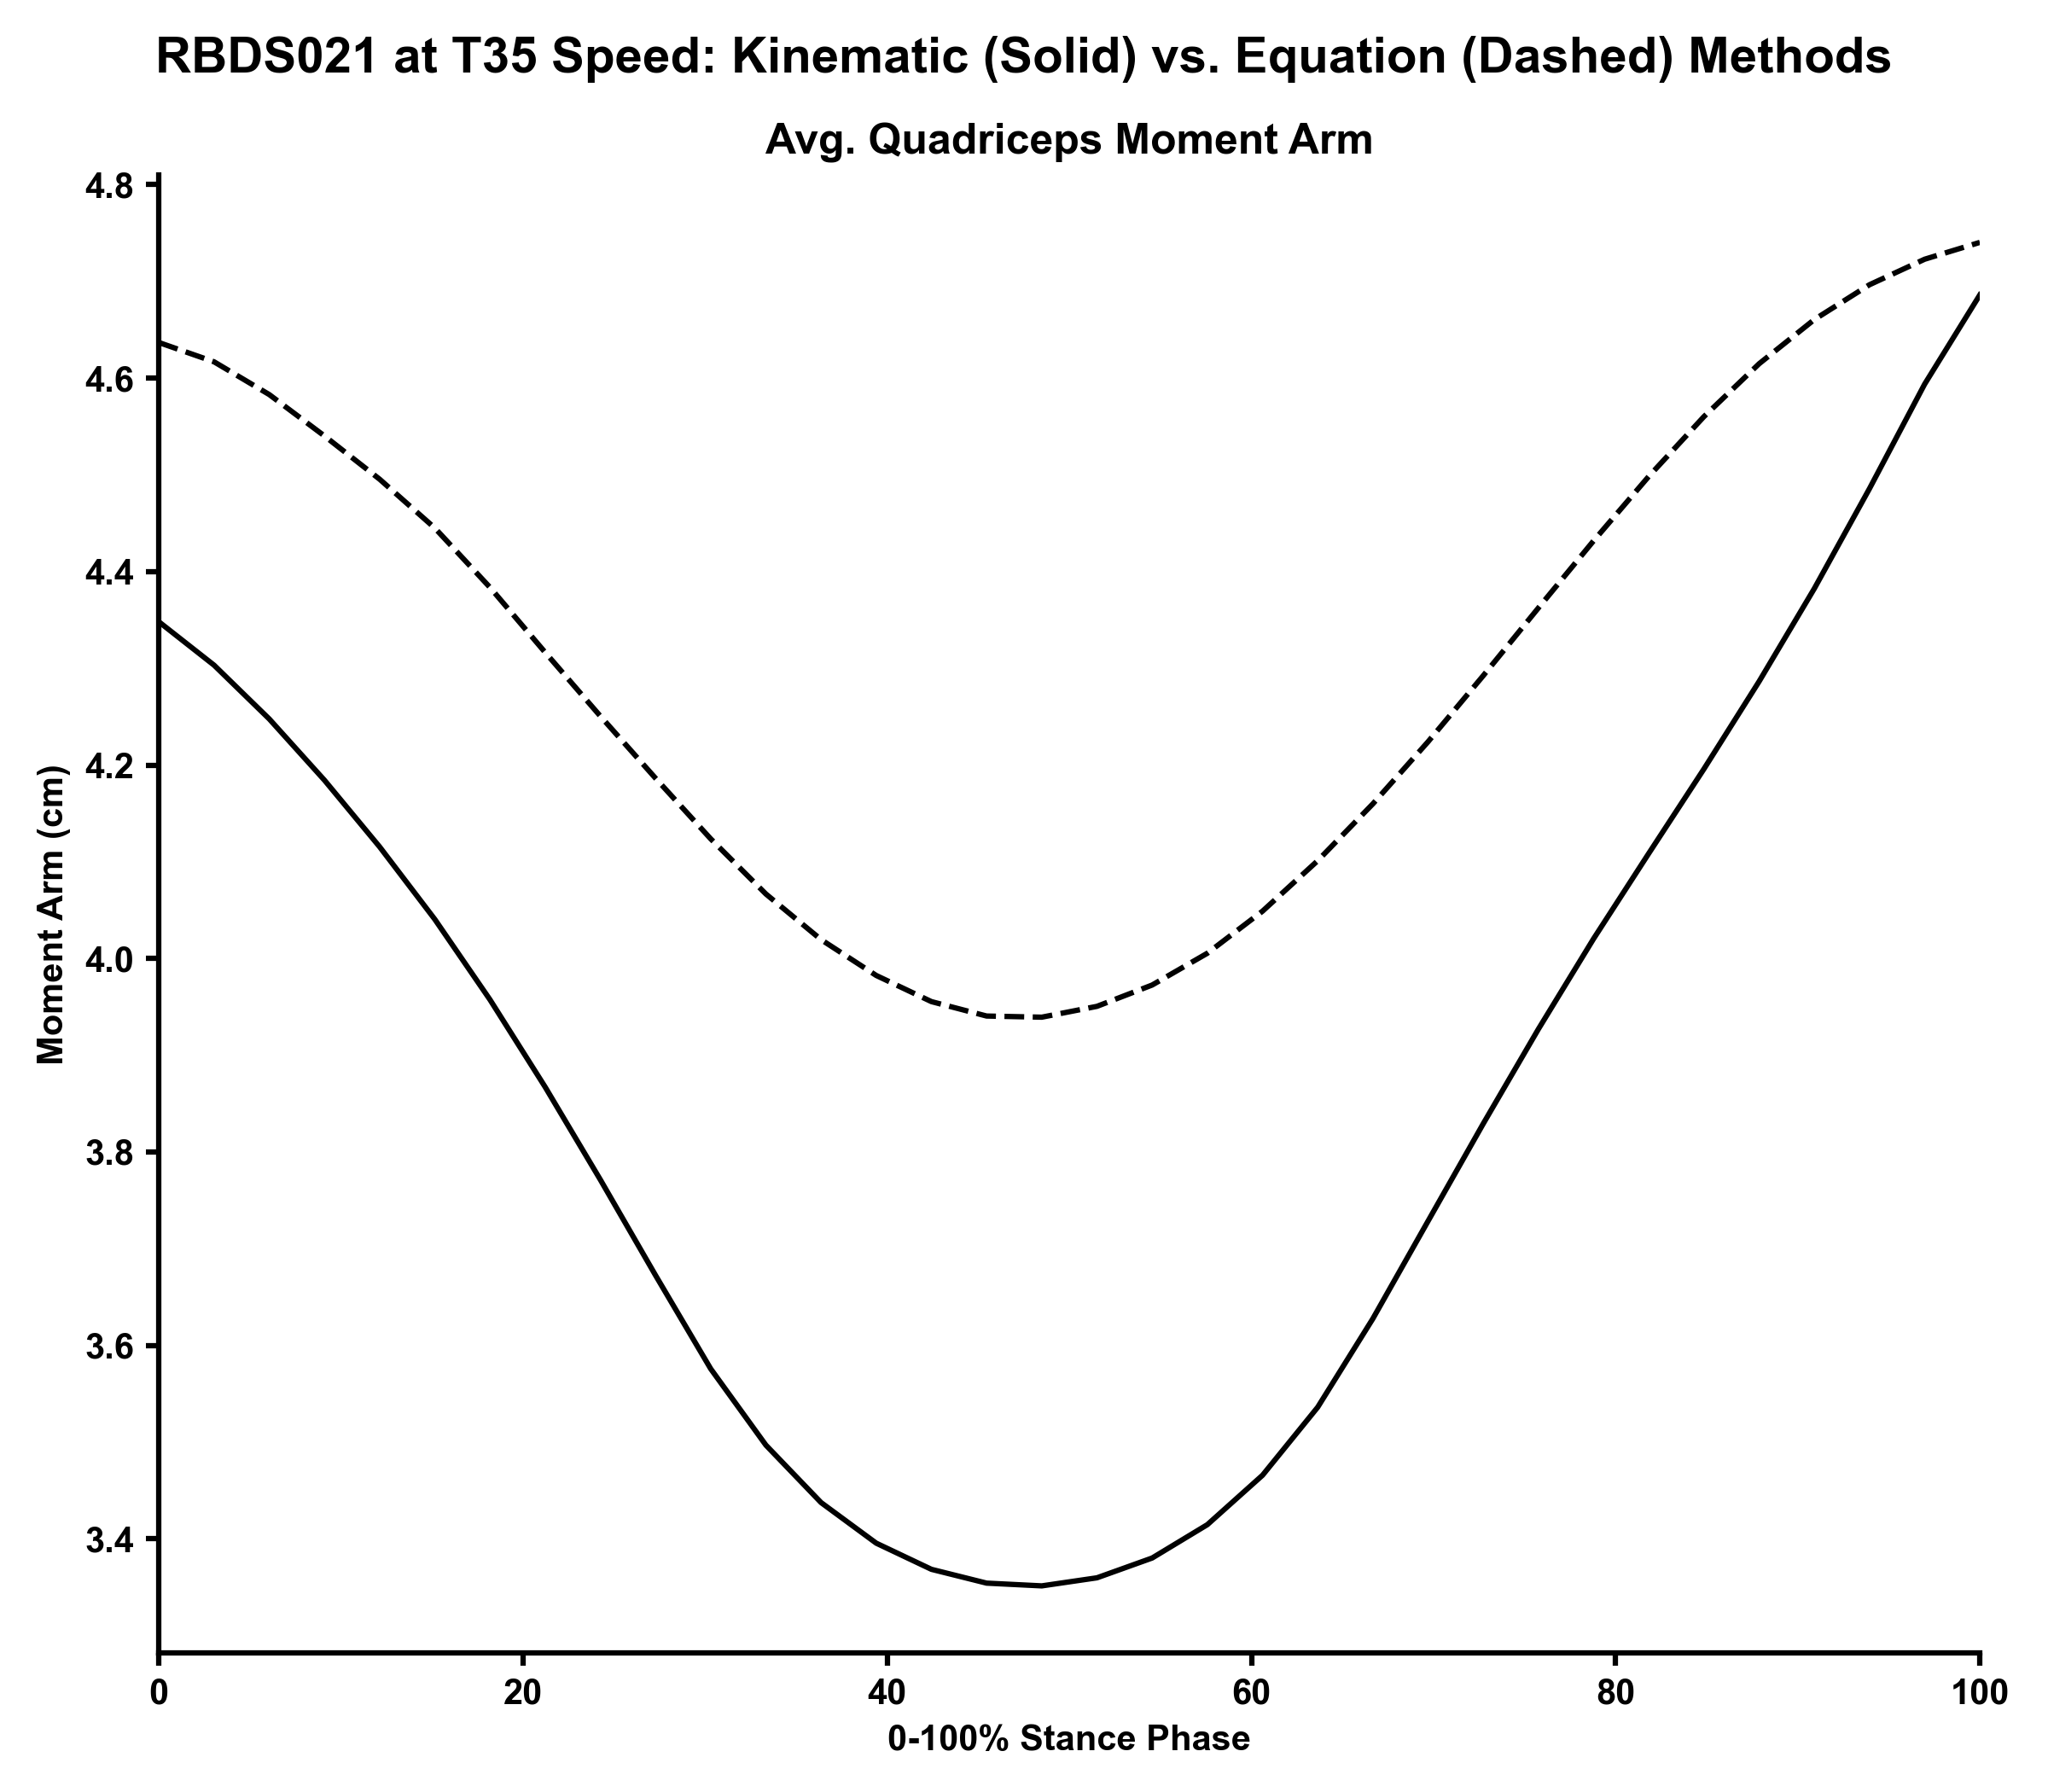 RBDS021 at T35 Speed: Kinematic (Solid) vs. Equation (Dashed) Methods
Avg. Quadriceps Moment Arm
4.8
4.6
4.4
4.2
4.0
3.8
3.6
3.4
Moment Arm (cm)
0 20 40 60 80 100
0-100% Stance Phase